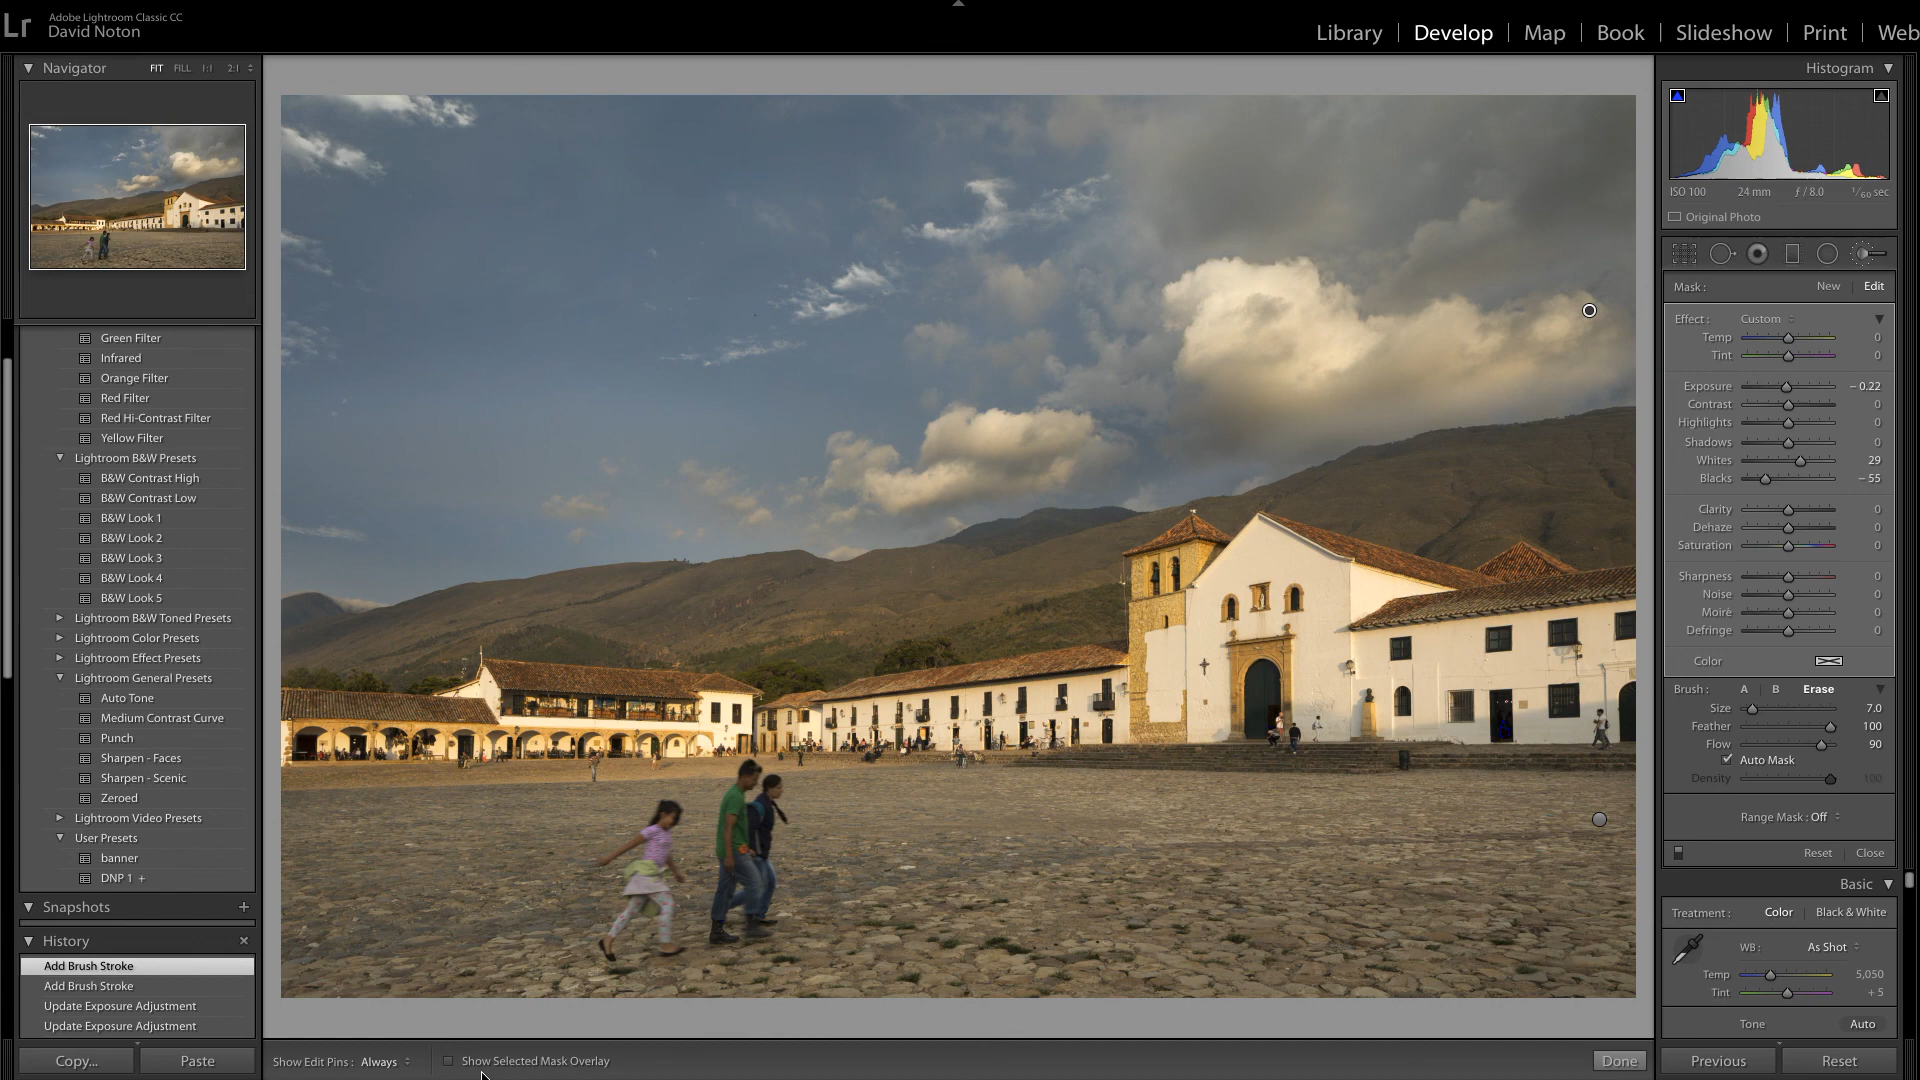 Lr
Adobe Lightroom Classic CC
David Noton
Library | Develop | Map | Book | Slideshow | Print | Web
Navigator FIT FILL 1:1 2:1
Green Filter
Infrared
Orange Filter
Red Filter
Red Hi-Contrast Filter
Yellow Filter
Lightroom B&W Presets
B&W Contrast High
B&W Contrast Low
B&W Look 1
B&W Look 2
B&W Look 3
B&W Look 4
B&W Look 5
Lightroom B&W Toned Presets
Lightroom Color Presets
Lightroom Effect Presets
Lightroom General Presets
Auto Tone
Medium Contrast Curve
Punch
Sharpen - Faces
Sharpen - Scenic
Zeroed
Lightroom Video Presets
User Presets
banner
DNP 1 +
Snapshots +
History ×
Add Brush Stroke
Add Brush Stroke
Update Exposure Adjustment
Update Exposure Adjustment
Copy... Paste
Show Edit Pins : Always Show Selected Mask Overlay Done
Histogram
ISO 100 24 mm ƒ / 8.0 1/60 sec
Original Photo
Mask : New Edit
Effect : Custom
Temp 0
Tint 0
Exposure – 0.22
Contrast 0
Highlights 0
Shadows 0
Whites 29
Blacks – 55
Clarity 0
Dehaze 0
Saturation 0
Sharpness 0
Noise 0
Moiré 0
Defringe 0
Color
Brush : A | B Erase
Size 7.0
Feather 100
Flow 90
Auto Mask
Density 100
Range Mask : Off
Reset | Close
Basic
Treatment : Color | Black & White
WB : As Shot
Temp 5,050
Tint + 5
Tone Auto
Previous Reset